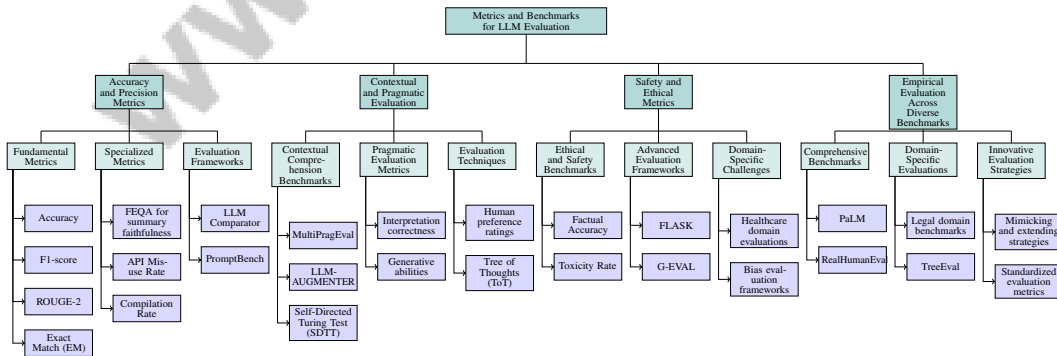 Metrics and Benchmarks
for LLM Evaluation
Accuracy
and Precision
Metrics
Contextual
and Pragmatic
Evaluation
Safety and
Ethical
Metrics
Empirical
Evaluation
Across
Diverse
Benchmarks
Fundamental
Metrics
Specialized
Metrics
Evaluation
Frameworks
Contextual
Compre-
hension
Benchmarks
Pragmatic
Evaluation
Metrics
Evaluation
Techniques
Ethical
and Safety
Benchmarks
Advanced
Evaluation
Frameworks
Domain-
Specific
Challenges
Comprehensive
Benchmarks
Domain-
Specific
Evaluations
Innovative
Evaluation
Strategies
Accuracy
F1-score
ROUGE-2
Exact
Match (EM)
FEQA for
summary
faithfulness
API Mis-
use Rate
Compilation
Rate
LLM
Comparator
PromptBench
MultiPragEval
LLM-
AUGMENTER
Self-Directed
Turing Test
(SDTT)
Interpretation
correctness
Generative
abilities
Human
preference
ratings
Tree of
Thoughts
(ToT)
Factual
Accuracy
Toxicity Rate
FLASK
G-EVAL
Healthcare
domain
evaluations
Bias eval-
uation
frameworks
PaLM
RealHumanEval
Legal domain
benchmarks
TreeEval
Mimicking
and extending
strategies
Standardized
evaluation
metrics
www